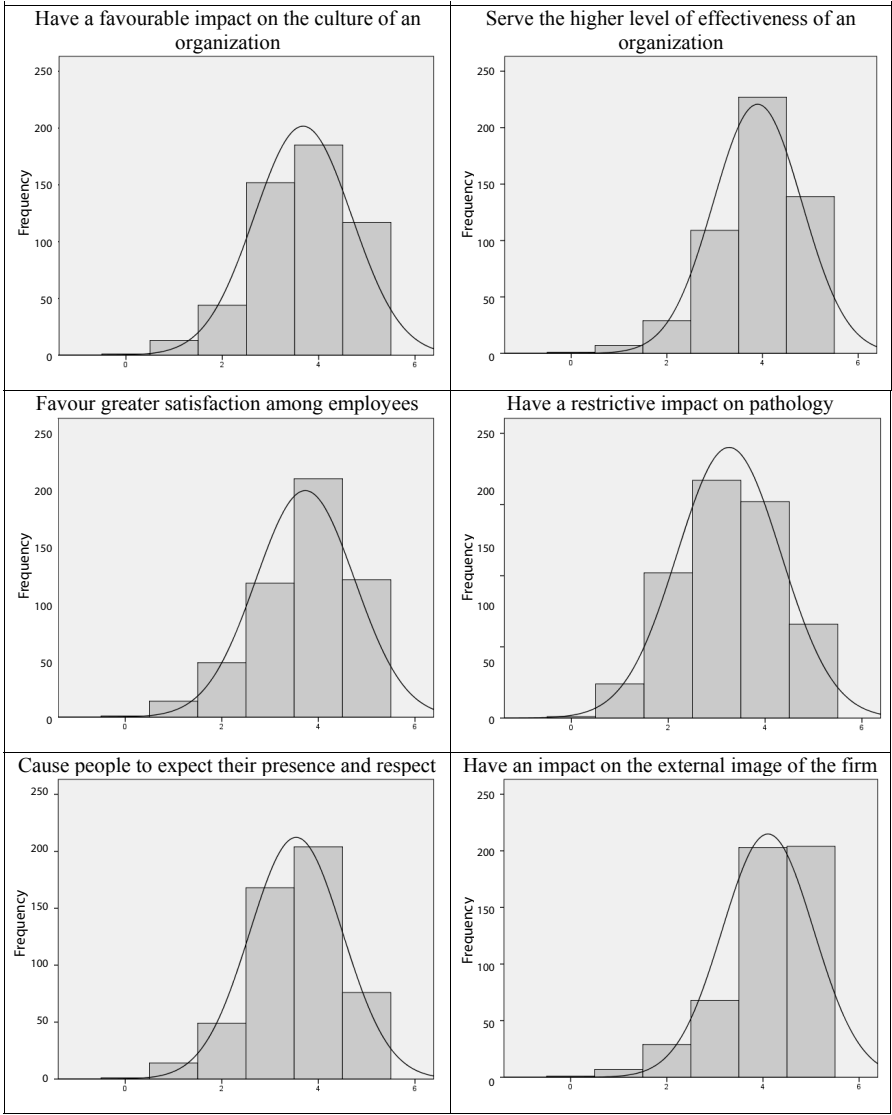 Have a favourable impact on the culture of an
organization
250
200
150
100
50
0
Frequency
0 2 4 6
Serve the higher level of effectiveness of an
organization
250
200
150
100
50
0
Frequency
0 2 4 6
Favour greater satisfaction among employees
250
200
150
100
50
0
Frequency
0 2 4 6
Have a restrictive impact on pathology
250
200
150
100
50
0
Frequency
0 2 4 6
Cause people to expect their presence and respect
250
200
150
100
50
0
Frequency
0 2 4 6
Have an impact on the external image of the firm
250
200
150
100
50
0
Frequency
0 2 4 6